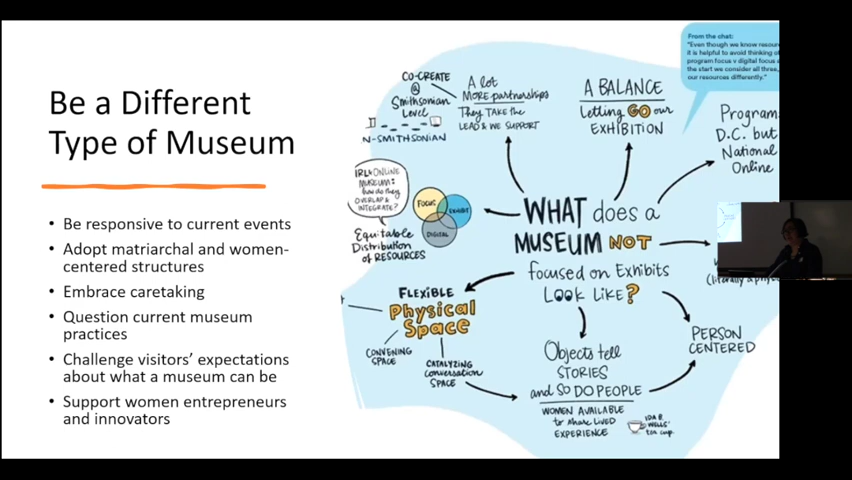 Be a Different
Type of Museum
• Be responsive to current events
• Adopt matriarchal and women-
centered structures
• Embrace caretaking
• Question current museum
practices
• Challenge visitors' expectations
about what a museum can be
• Support women entrepreneurs
and innovators
From the chat:
"Even though we know resour
it is helpful to avoid thinking of
program focus v digital focus a
the start we consider all three,
our resources differently."
CO-CREATE
@
Smithsonian
Level
N-SMITHSONIAN
A lot
MORE partnerships
They TAKE the
LEAD & WE SUPPORT
A BALANCE
Letting GO our
EXHIBITION
Program
D.C. but
National
Online
IRL & ONLINE
MUSEUM:
how do they
OVERLAP &
INTEGRATE?
FOCUS
EXHIBIT
DIGITAL
Equitable
Distribution
of RESOURCES
WHAT does a
MUSEUM NOT
focused on Exhibits
LOOK LIKE?
(literally & phys
FLEXIBLE
Physical
Space
CONVENING
SPACE
CATALYZING
Conversation
SPACE
Objects tell
STORIES
and SO DO PEOPLE
WOMEN AVAILABLE
to share LIVED
EXPERIENCE
IDA B.
WELLS'
tea cup
PERSON
CENTERED